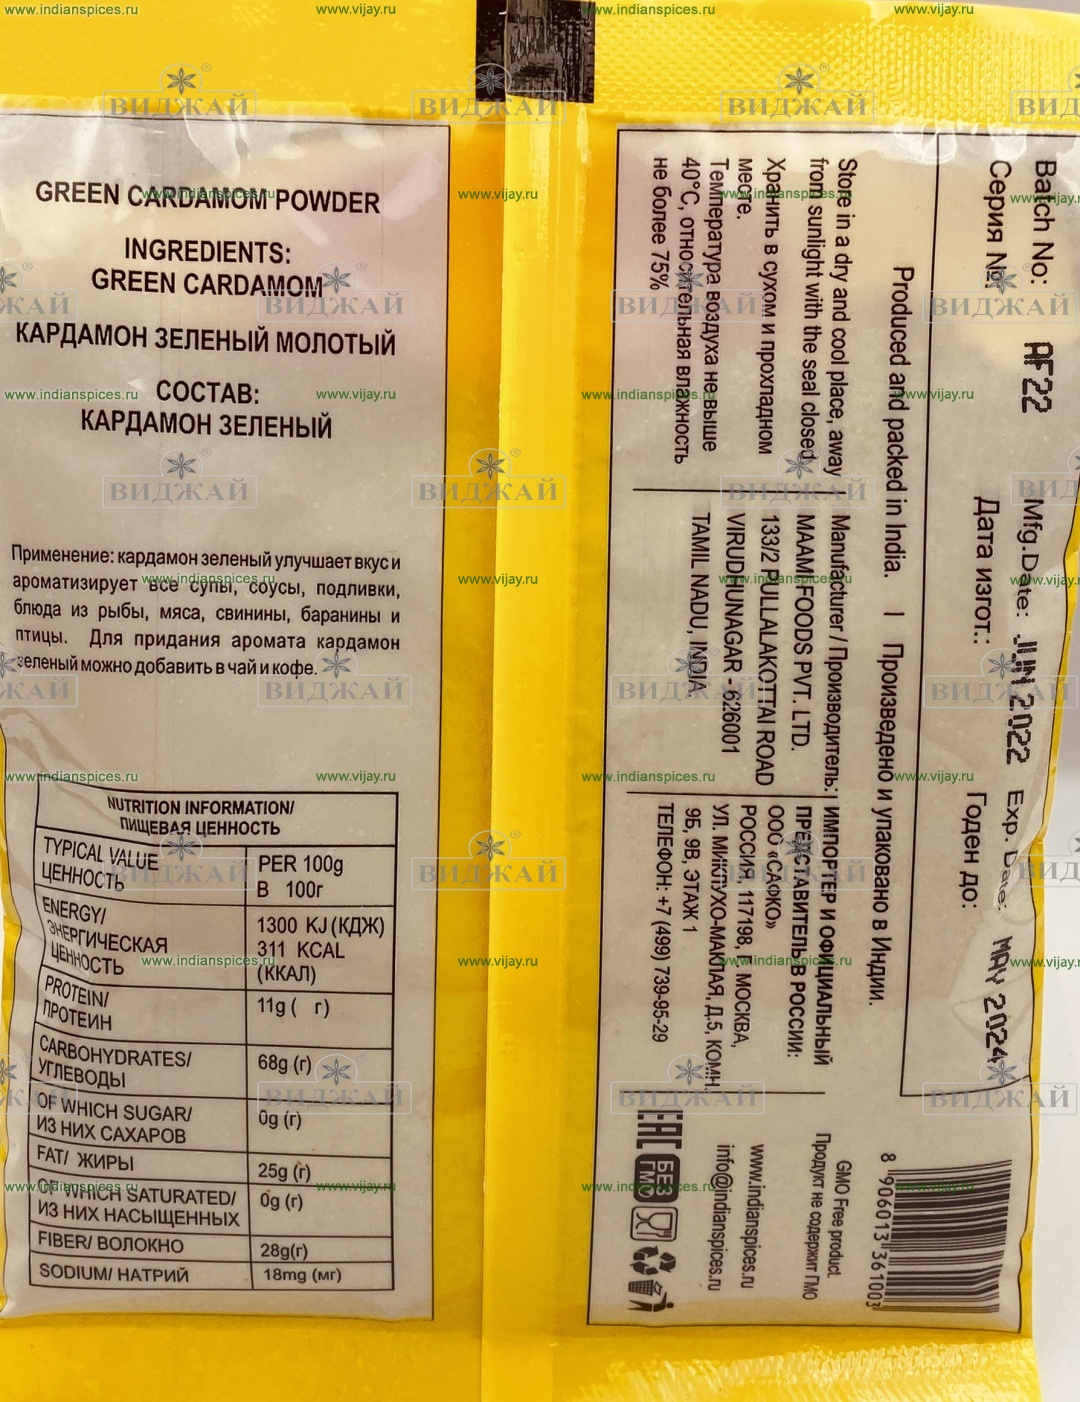 GREEN CARDAMOM POWDER
INGREDIENTS:
GREEN CARDAMOM
КАРДАМОН ЗЕЛЕНЫЙ МОЛОТЫЙ
СОСТАВ:
КАРДАМОН ЗЕЛЕНЫЙ
Применение: кардамон зеленый улучшает вкус и
ароматизирует все супы, соусы, подливки,
блюда из рыбы, мяса, свинины, баранины и
птицы. Для придания аромата кардамон
зеленый можно добавить в чай и кофе.
NUTRITION INFORMATION/
ПИЩЕВАЯ ЦЕННОСТЬ
TYPICAL VALUE PER 100g
ЦЕННОСТЬ В 100г
ENERGY/ 1300 KJ (КДЖ)
ЭНЕРГИЧЕСКАЯ 311 KCAL
ЦЕННОСТЬ (ККАЛ)
PROTEIN/ 11g ( г)
ПРОТЕИН
CARBOHYDRATES/ 68g (г)
УГЛЕВОДЫ
OF WHICH SUGAR/ 0g (г)
ИЗ НИХ САХАРОВ
FAT/ ЖИРЫ 25g (г)
OF WHICH SATURATED/ 0g (г)
ИЗ НИХ НАСЫЩЕННЫХ
FIBER/ ВОЛОКНО 28g(г)
SODIUM/ НАТРИЙ 18mg (мг)
Batch No: AF22 Mfg.Date: JUN 2022 Exp. Date: MAY 2024
Серия №: Дата изгот.: Годен до:
Produced and packed in India. | Произведено и упаковано в Индии.
Store in a dry and cool place, away
from sunlight with the seal closed.
Хранить в сухом и прохладном
месте.
Температура воздуха не выше
40°С, относительная влажность
не более 75%
Manufacturer / Производитель:
MAAM FOODS PVT. LTD.
133/2 PULLALAKOTTAI ROAD
VIRUDHUNAGAR - 626001
TAMIL NADU, INDIA
ИМПОРТЕР И ОФИЦИАЛЬНЫЙ
ПРЕДСТАВИТЕЛЬ В РОССИИ:
ООО «САФКО»
РОССИЯ, 117198, Г. МОСКВА,
УЛ. МИКЛУХО-МАКЛАЯ, Д.5, КОМН.
9Б, 9В, ЭТАЖ 1
ТЕЛЕФОН: +7 (499) 739-95-29
GMO Free product.
Продукт не содержит ГМО
www.indianspices.ru
info@indianspices.ru
EAC
БЕЗ
ГМО
8 906013 361003
ВИДЖАЙ
www.indianspices.ru
www.vijay.ru